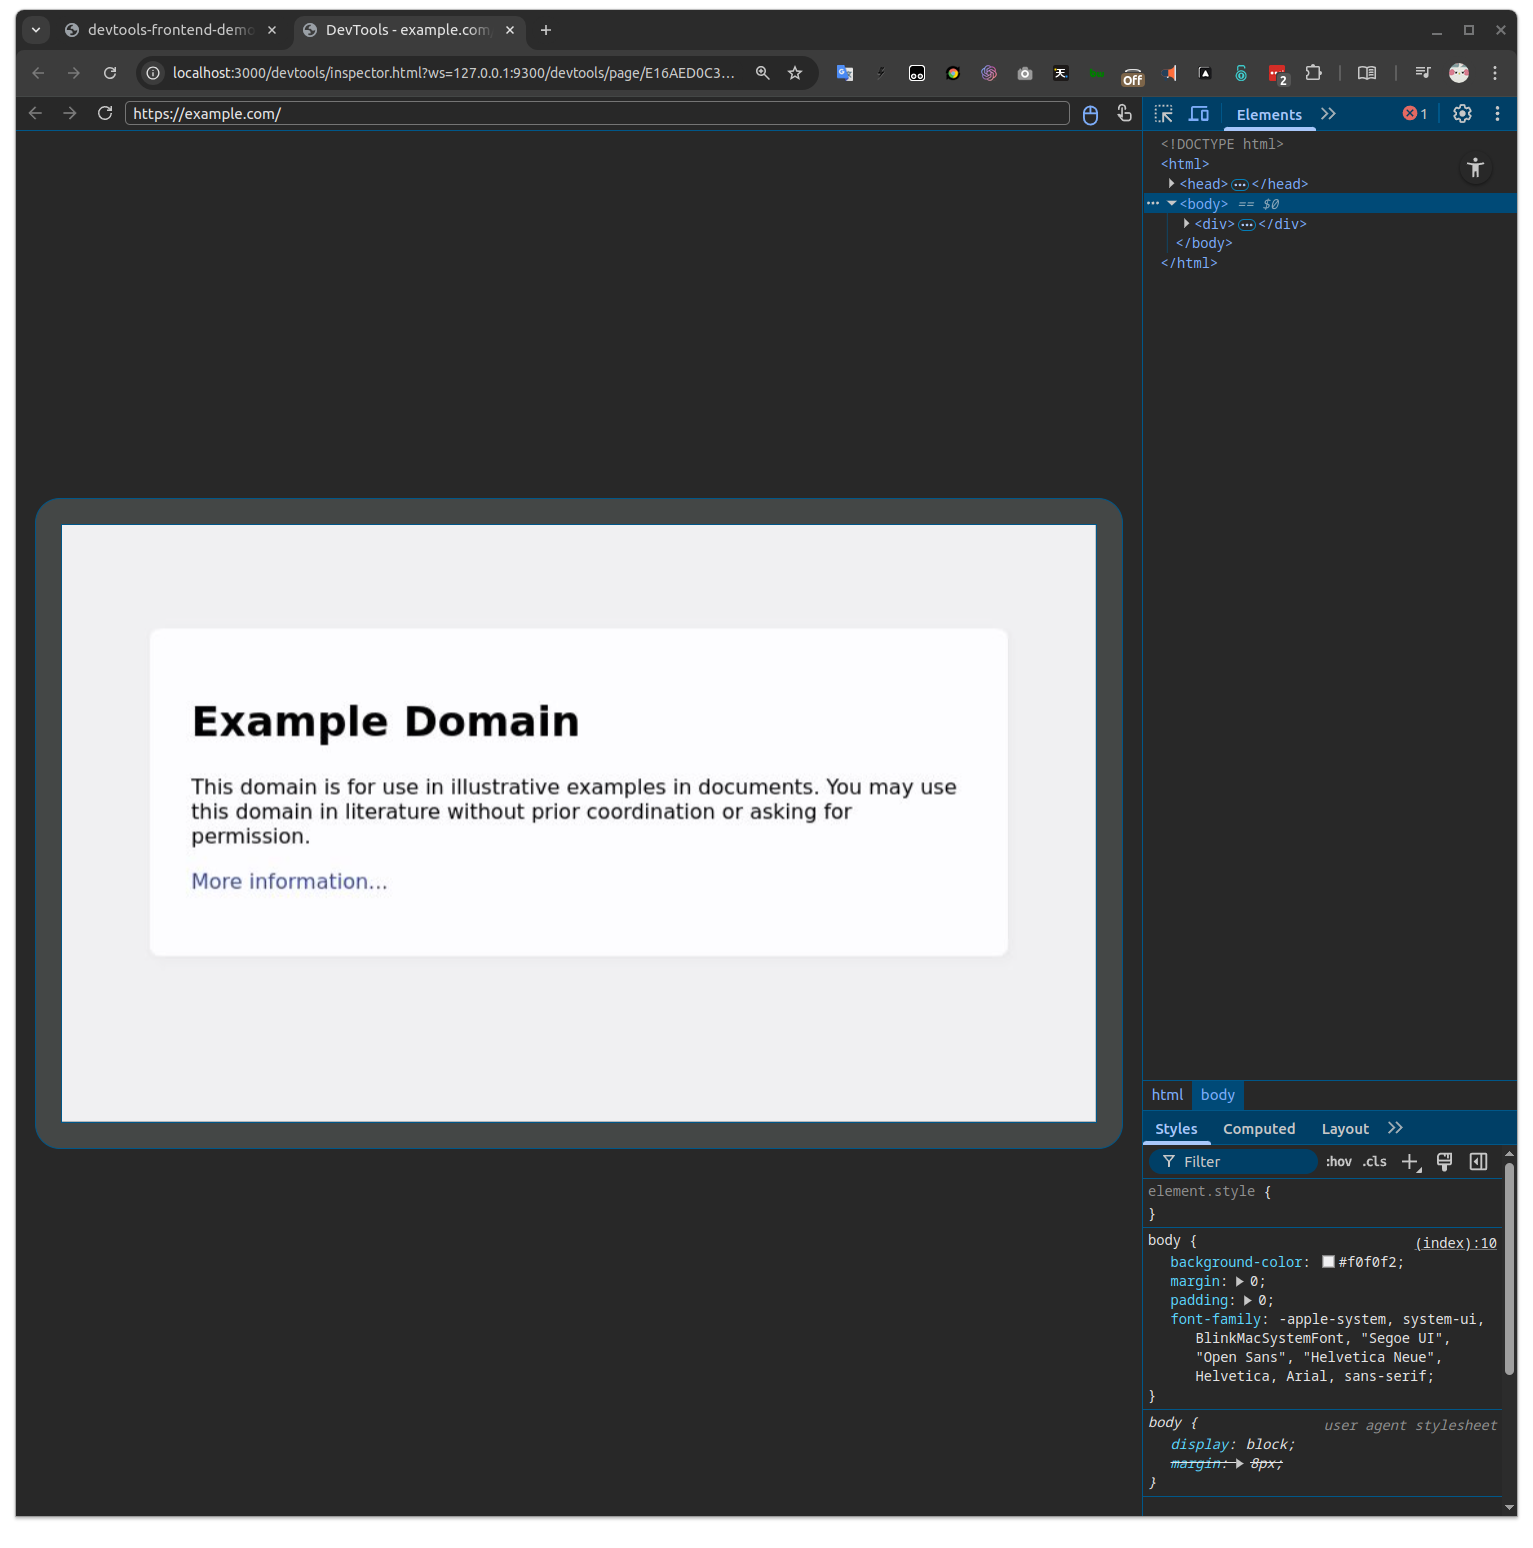 devtools-frontend-demo
DevTools - example.com/
localhost:3000/devtools/inspector.html?ws=127.0.0.1:9300/devtools/page/E16AED0C3...
Off
2
https://example.com/
Elements
1
<!DOCTYPE html>
<html>
<head> </head>
<body> == $0
<div> </div>
</body>
</html>
Example Domain
This domain is for use in illustrative examples in documents. You may use
this domain in literature without prior coordination or asking for
permission.
More information...
html body
Styles Computed Layout
Filter :hov .cls
element.style {
}
body { (index):10
background-color: #f0f0f2;
margin: 0;
padding: 0;
font-family: -apple-system, system-ui,
BlinkMacSystemFont, "Segoe UI",
"Open Sans", "Helvetica Neue",
Helvetica, Arial, sans-serif;
}
body { user agent stylesheet
display: block;
margin: 8px;
}